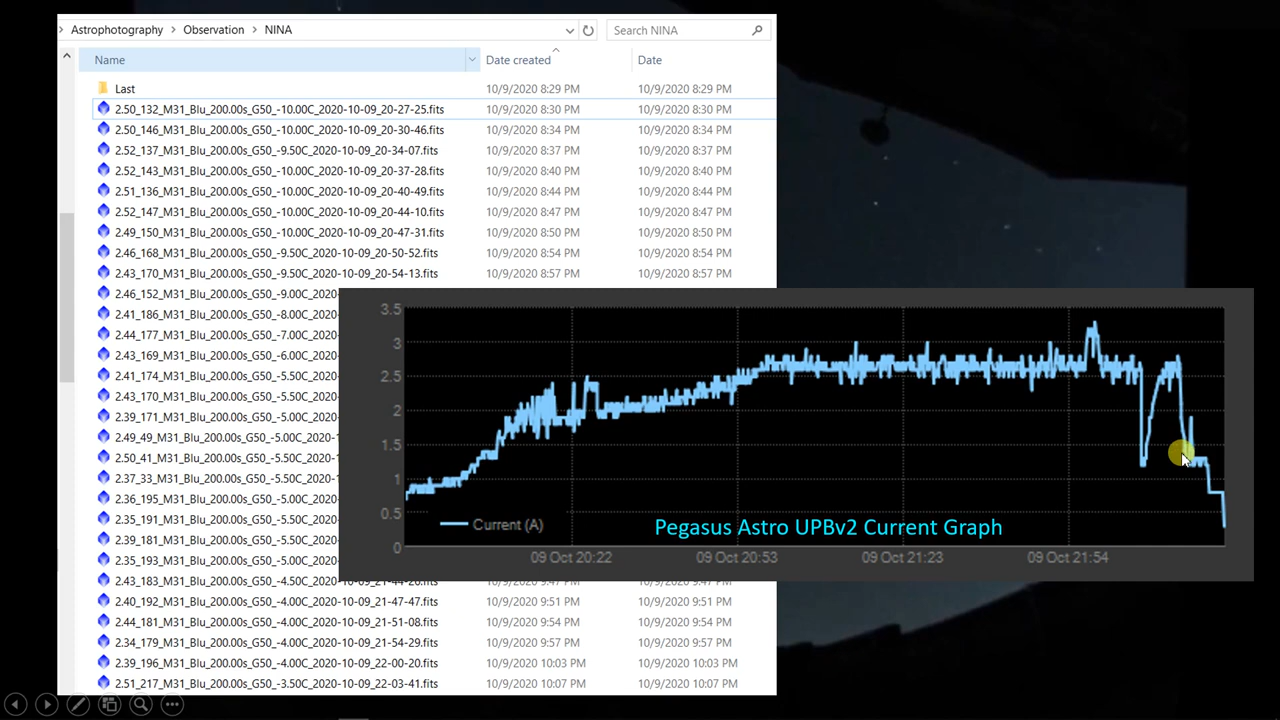 Astrophotography > Observation > NINA
Search NINA
Name Date created Date
Last 10/9/2020 8:29 PM 10/9/2020 8:29 PM
2.50_132_M31_Blu_200.00s_G50_-10.00C_2020-10-09_20-27-25.fits 10/9/2020 8:30 PM 10/9/2020 8:30 PM
2.50_146_M31_Blu_200.00s_G50_-10.00C_2020-10-09_20-30-46.fits 10/9/2020 8:34 PM 10/9/2020 8:34 PM
2.52_137_M31_Blu_200.00s_G50_-9.50C_2020-10-09_20-34-07.fits 10/9/2020 8:37 PM 10/9/2020 8:37 PM
2.52_143_M31_Blu_200.00s_G50_-10.00C_2020-10-09_20-37-28.fits 10/9/2020 8:40 PM 10/9/2020 8:40 PM
2.51_136_M31_Blu_200.00s_G50_-10.00C_2020-10-09_20-40-49.fits 10/9/2020 8:44 PM 10/9/2020 8:44 PM
2.52_147_M31_Blu_200.00s_G50_-10.00C_2020-10-09_20-44-10.fits 10/9/2020 8:47 PM 10/9/2020 8:47 PM
2.49_150_M31_Blu_200.00s_G50_-10.00C_2020-10-09_20-47-31.fits 10/9/2020 8:50 PM 10/9/2020 8:50 PM
2.46_168_M31_Blu_200.00s_G50_-9.50C_2020-10-09_20-50-52.fits 10/9/2020 8:54 PM 10/9/2020 8:54 PM
2.43_170_M31_Blu_200.00s_G50_-9.50C_2020-10-09_20-54-13.fits 10/9/2020 8:57 PM 10/9/2020 8:57 PM
2.46_152_M31_Blu_200.00s_G50_-9.00C_2020
2.41_186_M31_Blu_200.00s_G50_-8.00C_2020
2.44_177_M31_Blu_200.00s_G50_-7.00C_2020
2.43_169_M31_Blu_200.00s_G50_-6.00C_2020
2.41_174_M31_Blu_200.00s_G50_-5.50C_2020
2.43_170_M31_Blu_200.00s_G50_-5.50C_2020
2.39_171_M31_Blu_200.00s_G50_-5.00C_2020
2.49_49_M31_Blu_200.00s_G50_-5.00C_2020-1
2.50_41_M31_Blu_200.00s_G50_-5.50C_2020-1
2.37_33_M31_Blu_200.00s_G50_-5.50C_2020-1
2.36_195_M31_Blu_200.00s_G50_-5.00C_2020
2.35_191_M31_Blu_200.00s_G50_-5.00C_2020
2.39_181_M31_Blu_200.00s_G50_-5.00C_2020
2.35_193_M31_Blu_200.00s_G50_-5.00C_2020
2.43_183_M31_Blu_200.00s_G50_-4.50C_2020-10-09_21-44-26.fits 10/9/2020 9:47 PM 10/9/2020 9:47 PM
2.40_192_M31_Blu_200.00s_G50_-4.00C_2020-10-09_21-47-47.fits 10/9/2020 9:51 PM 10/9/2020 9:51 PM
2.44_181_M31_Blu_200.00s_G50_-4.00C_2020-10-09_21-51-08.fits 10/9/2020 9:54 PM 10/9/2020 9:54 PM
2.34_179_M31_Blu_200.00s_G50_-4.00C_2020-10-09_21-54-29.fits 10/9/2020 9:57 PM 10/9/2020 9:57 PM
2.39_196_M31_Blu_200.00s_G50_-4.00C_2020-10-09_22-00-20.fits 10/9/2020 10:03 PM 10/9/2020 10:03 PM
2.51_217_M31_Blu_200.00s_G50_-3.50C_2020-10-09_22-03-41.fits 10/9/2020 10:07 PM 10/9/2020 10:07 PM
3.5
3
2.5
2
1.5
1
0.5
0
Current (A)
Pegasus Astro UPBv2 Current Graph
09 Oct 20:22 09 Oct 20:53 09 Oct 21:23 09 Oct 21:54